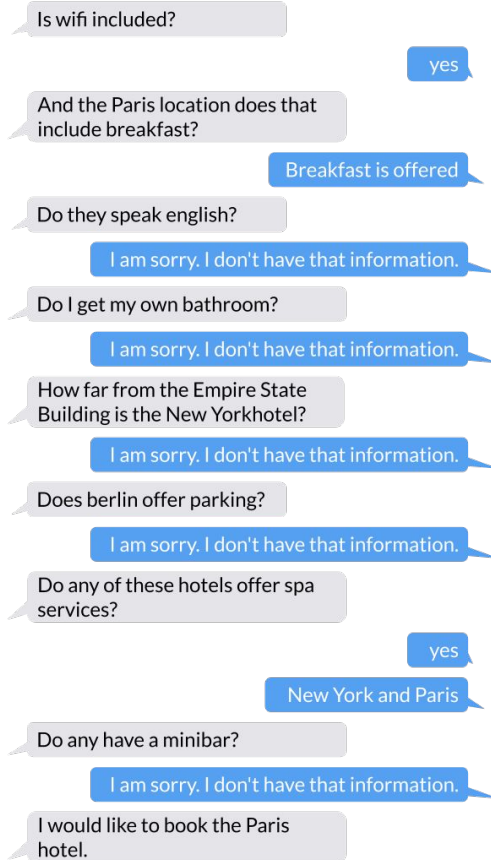 Is wifi included?
yes
And the Paris location does that
include breakfast?
Breakfast is offered
Do they speak english?
I am sorry. I don't have that information.
Do I get my own bathroom?
I am sorry. I don't have that information.
How far from the Empire State
Building is the New Yorkhotel?
I am sorry. I don't have that information.
Does berlin offer parking?
I am sorry. I don't have that information.
Do any of these hotels offer spa
services?
yes
New York and Paris
Do any have a minibar?
I am sorry. I don't have that information.
I would like to book the Paris
hotel.